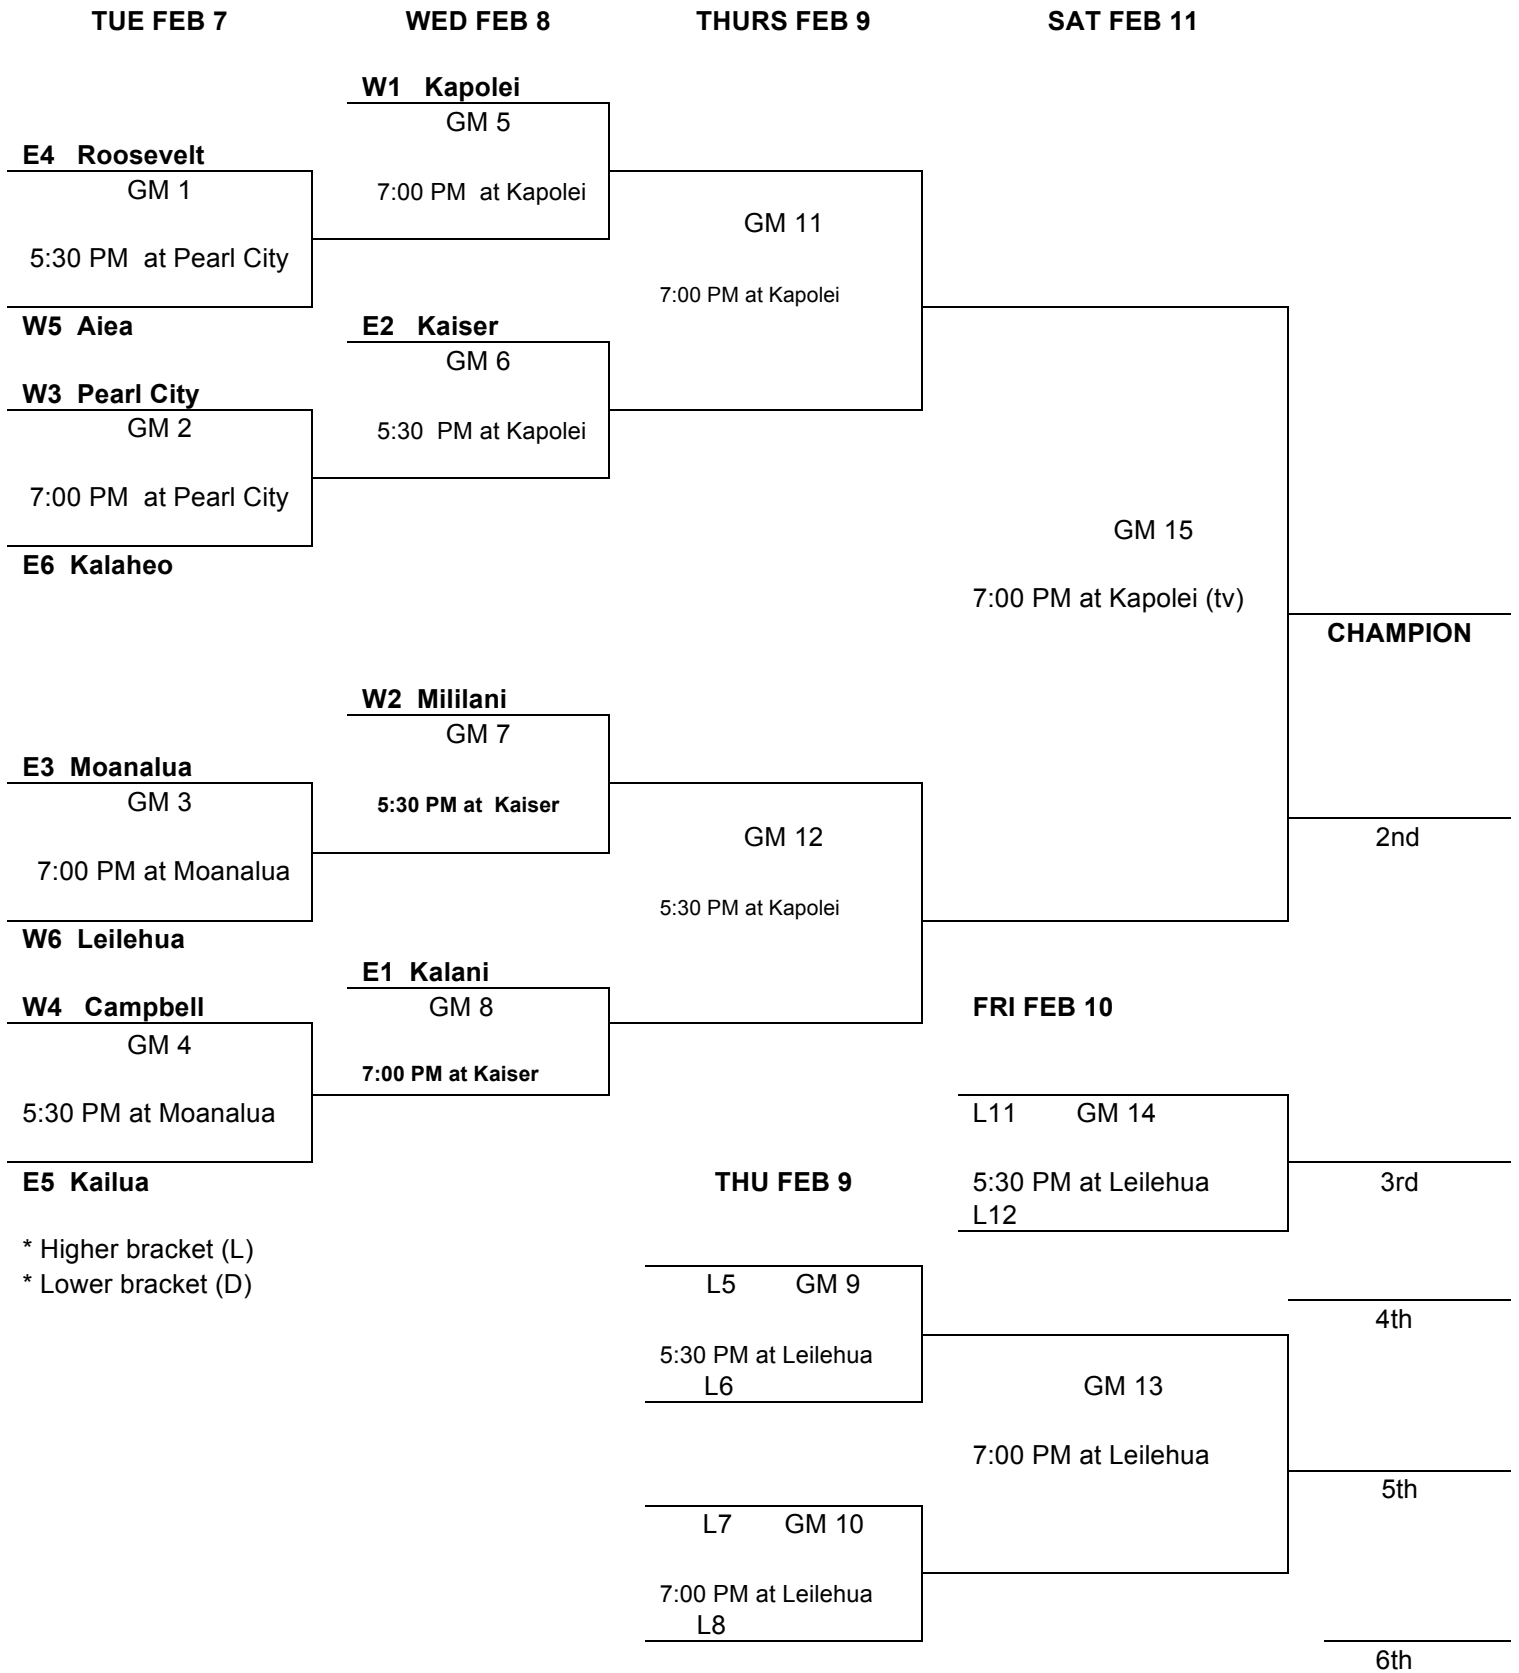 TUE FEB 7 WED FEB 8 THURS FEB 9 SAT FEB 11
W1 Kapolei
GM 5
E4 Roosevelt
GM 1 7:00 PM at Kapolei
GM 11
5:30 PM at Pearl City
7:00 PM at Kapolei
W5 Aiea E2 Kaiser
GM 6
W3 Pearl City
GM 2 5:30 PM at Kapolei
7:00 PM at Pearl City
GM 15
E6 Kalaheo
7:00 PM at Kapolei (tv)
CHAMPION
W2 Mililani
GM 7
E3 Moanalua
GM 3 5:30 PM at Kaiser
GM 12 2nd
7:00 PM at Moanalua
5:30 PM at Kapolei
W6 Leilehua
E1 Kalani
W4 Campbell GM 8 FRI FEB 10
GM 4
7:00 PM at Kaiser
5:30 PM at Moanalua L11 GM 14
E5 Kailua THU FEB 9 5:30 PM at Leilehua 3rd
L12
* Higher bracket (L)
* Lower bracket (D) L5 GM 9
4th
5:30 PM at Leilehua
L6 GM 13
7:00 PM at Leilehua
5th
L7 GM 10
7:00 PM at Leilehua
L8
6th